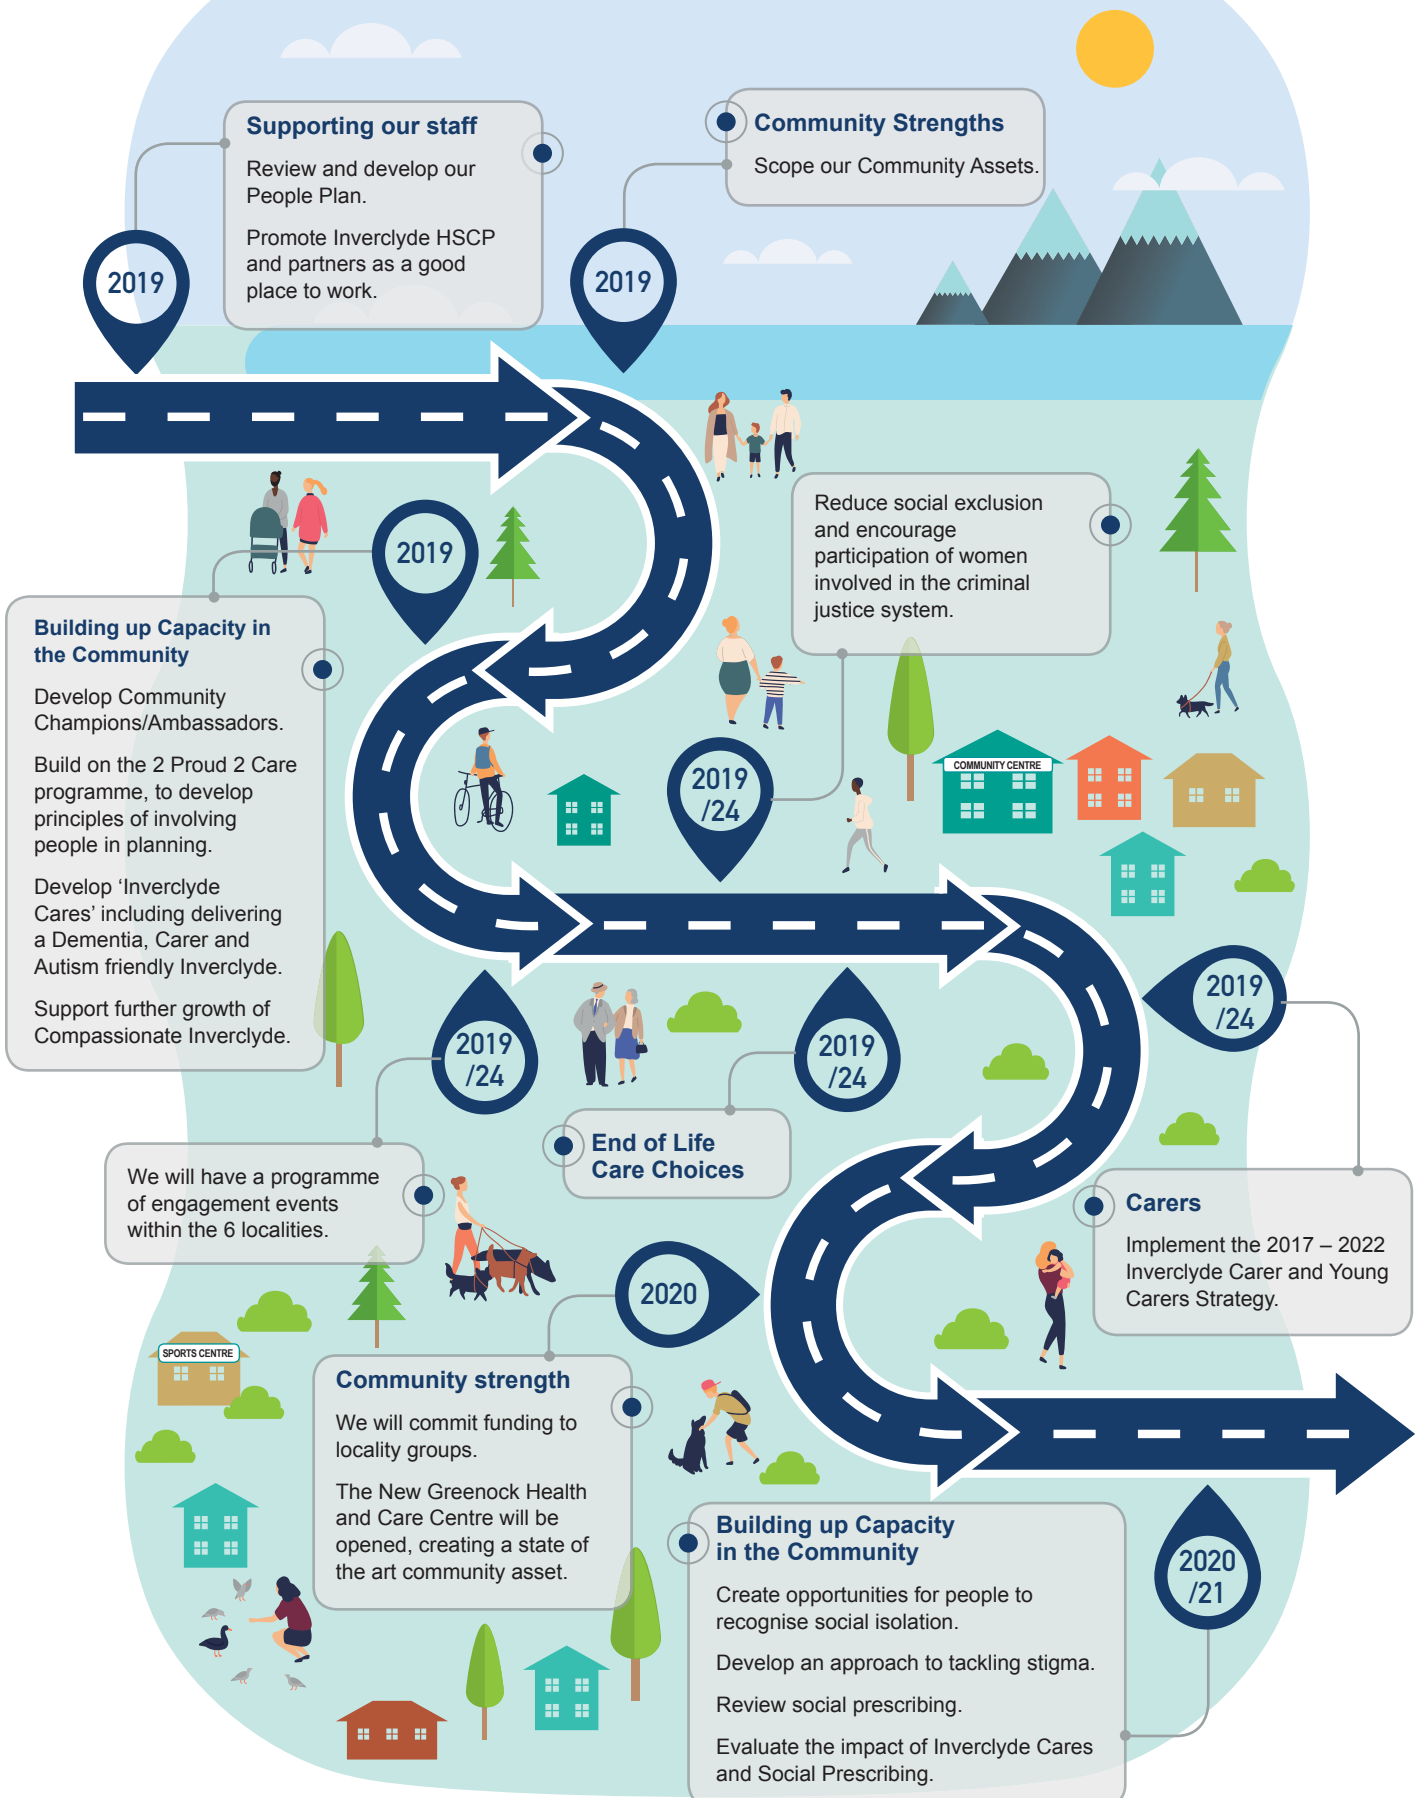 Supporting our staff
Review and develop our
People Plan.
Promote Inverclyde HSCP
and partners as a good
place to work.
2019
Community Strengths
Scope our Community Assets.
2019
2019
Building up Capacity in
the Community
Develop Community
Champions/Ambassadors.
Build on the 2 Proud 2 Care
programme, to develop
principles of involving
people in planning.
Develop ‘Inverclyde
Cares’ including delivering
a Dementia, Carer and
Autism friendly Inverclyde.
Support further growth of
Compassionate Inverclyde.
Reduce social exclusion
and encourage
participation of women
involved in the criminal
justice system.
2019
/24
COMMUNITY CENTRE
2019
/24
We will have a programme
of engagement events
within the 6 localities.
2019
/24
End of Life
Care Choices
2019
/24
Carers
Implement the 2017 – 2022
Inverclyde Carer and Young
Carers Strategy.
2020
SPORTS CENTRE
Community strength
We will commit funding to
locality groups.
The New Greenock Health
and Care Centre will be
opened, creating a state of
the art community asset.
Building up Capacity
in the Community
Create opportunities for people to
recognise social isolation.
Develop an approach to tackling stigma.
Review social prescribing.
Evaluate the impact of Inverclyde Cares
and Social Prescribing.
2020
/21